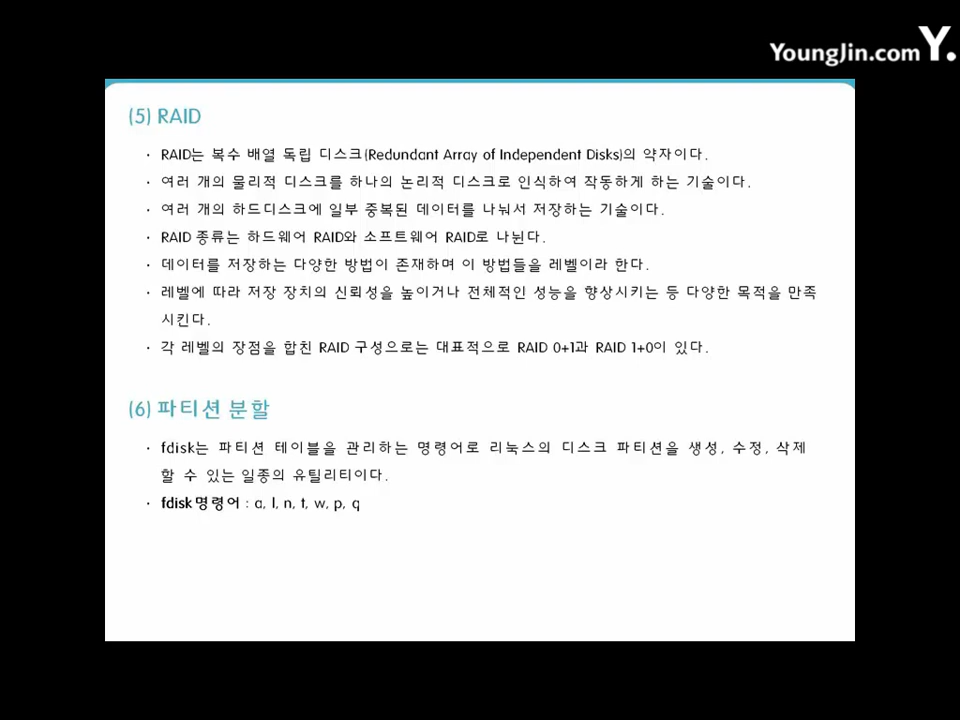 YoungJin.com Y.
(5) RAID
· RAID는 복수 배열 독립 디스크(Redundant Array of Independent Disks)의 약자이다.
· 여러 개의 물리적 디스크를 하나의 논리적 디스크로 인식하여 작동하게 하는 기술이다.
· 여러 개의 하드디스크에 일부 중복된 데이터를 나눠서 저장하는 기술이다.
· RAID 종류는 하드웨어 RAID와 소프트웨어 RAID로 나뉜다.
· 데이터를 저장하는 다양한 방법이 존재하며 이 방법들을 레벨이라 한다.
· 레벨에 따라 저장 장치의 신뢰성을 높이거나 전체적인 성능을 향상시키는 등 다양한 목적을 만족
시킨다.
· 각 레벨의 장점을 합친 RAID 구성으로는 대표적으로 RAID 0+1과 RAID 1+0이 있다.
(6) 파티션 분할
· fdisk는 파티션 테이블을 관리하는 명령어로 리눅스의 디스크 파티션을 생성, 수정, 삭제
할 수 있는 일종의 유틸리티이다.
· fdisk명령어 : a, l, n, t, w, p, q